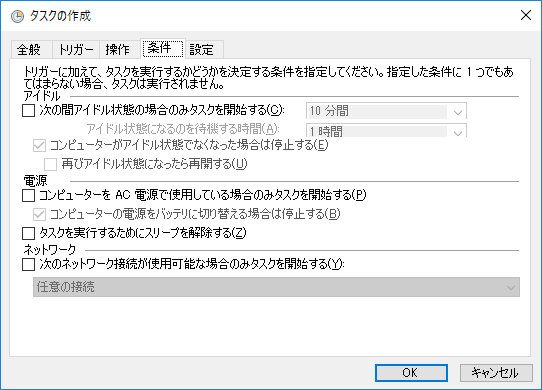 タスクの作成
全般 トリガー 操作 条件 設定
トリガーに加えて、タスクを実行するかどうかを決定する条件を指定してください。指定した条件に 1 つでもあ
てはまらない場合、タスクは実行されません。
アイドル
次の間アイドル状態の場合のみタスクを開始する(C): 10 分間
アイドル状態になるのを待機する時間(A): 1 時間
コンピューターがアイドル状態でなくなった場合は停止する(E)
再びアイドル状態になったら再開する(U)
電源
コンピューターを AC 電源で使用している場合のみタスクを開始する(P)
コンピューターの電源をバッテリに切り替える場合は停止する(B)
タスクを実行するためにスリープを解除する(Z)
ネットワーク
次のネットワーク接続が使用可能な場合のみタスクを開始する(Y):
任意の接続
OK キャンセル